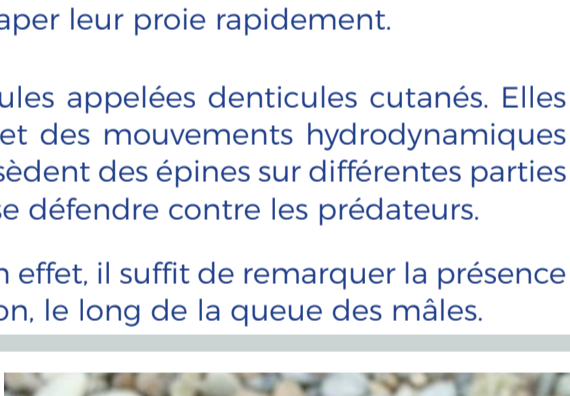 aper leur proie rapidement.
ules appelées denticules cutanés. Elles
et des mouvements hydrodynamiques
sèdent des épines sur différentes parties
se défendre contre les prédateurs.
effet, il suffit de remarquer la présence
on, le long de la queue des mâles.